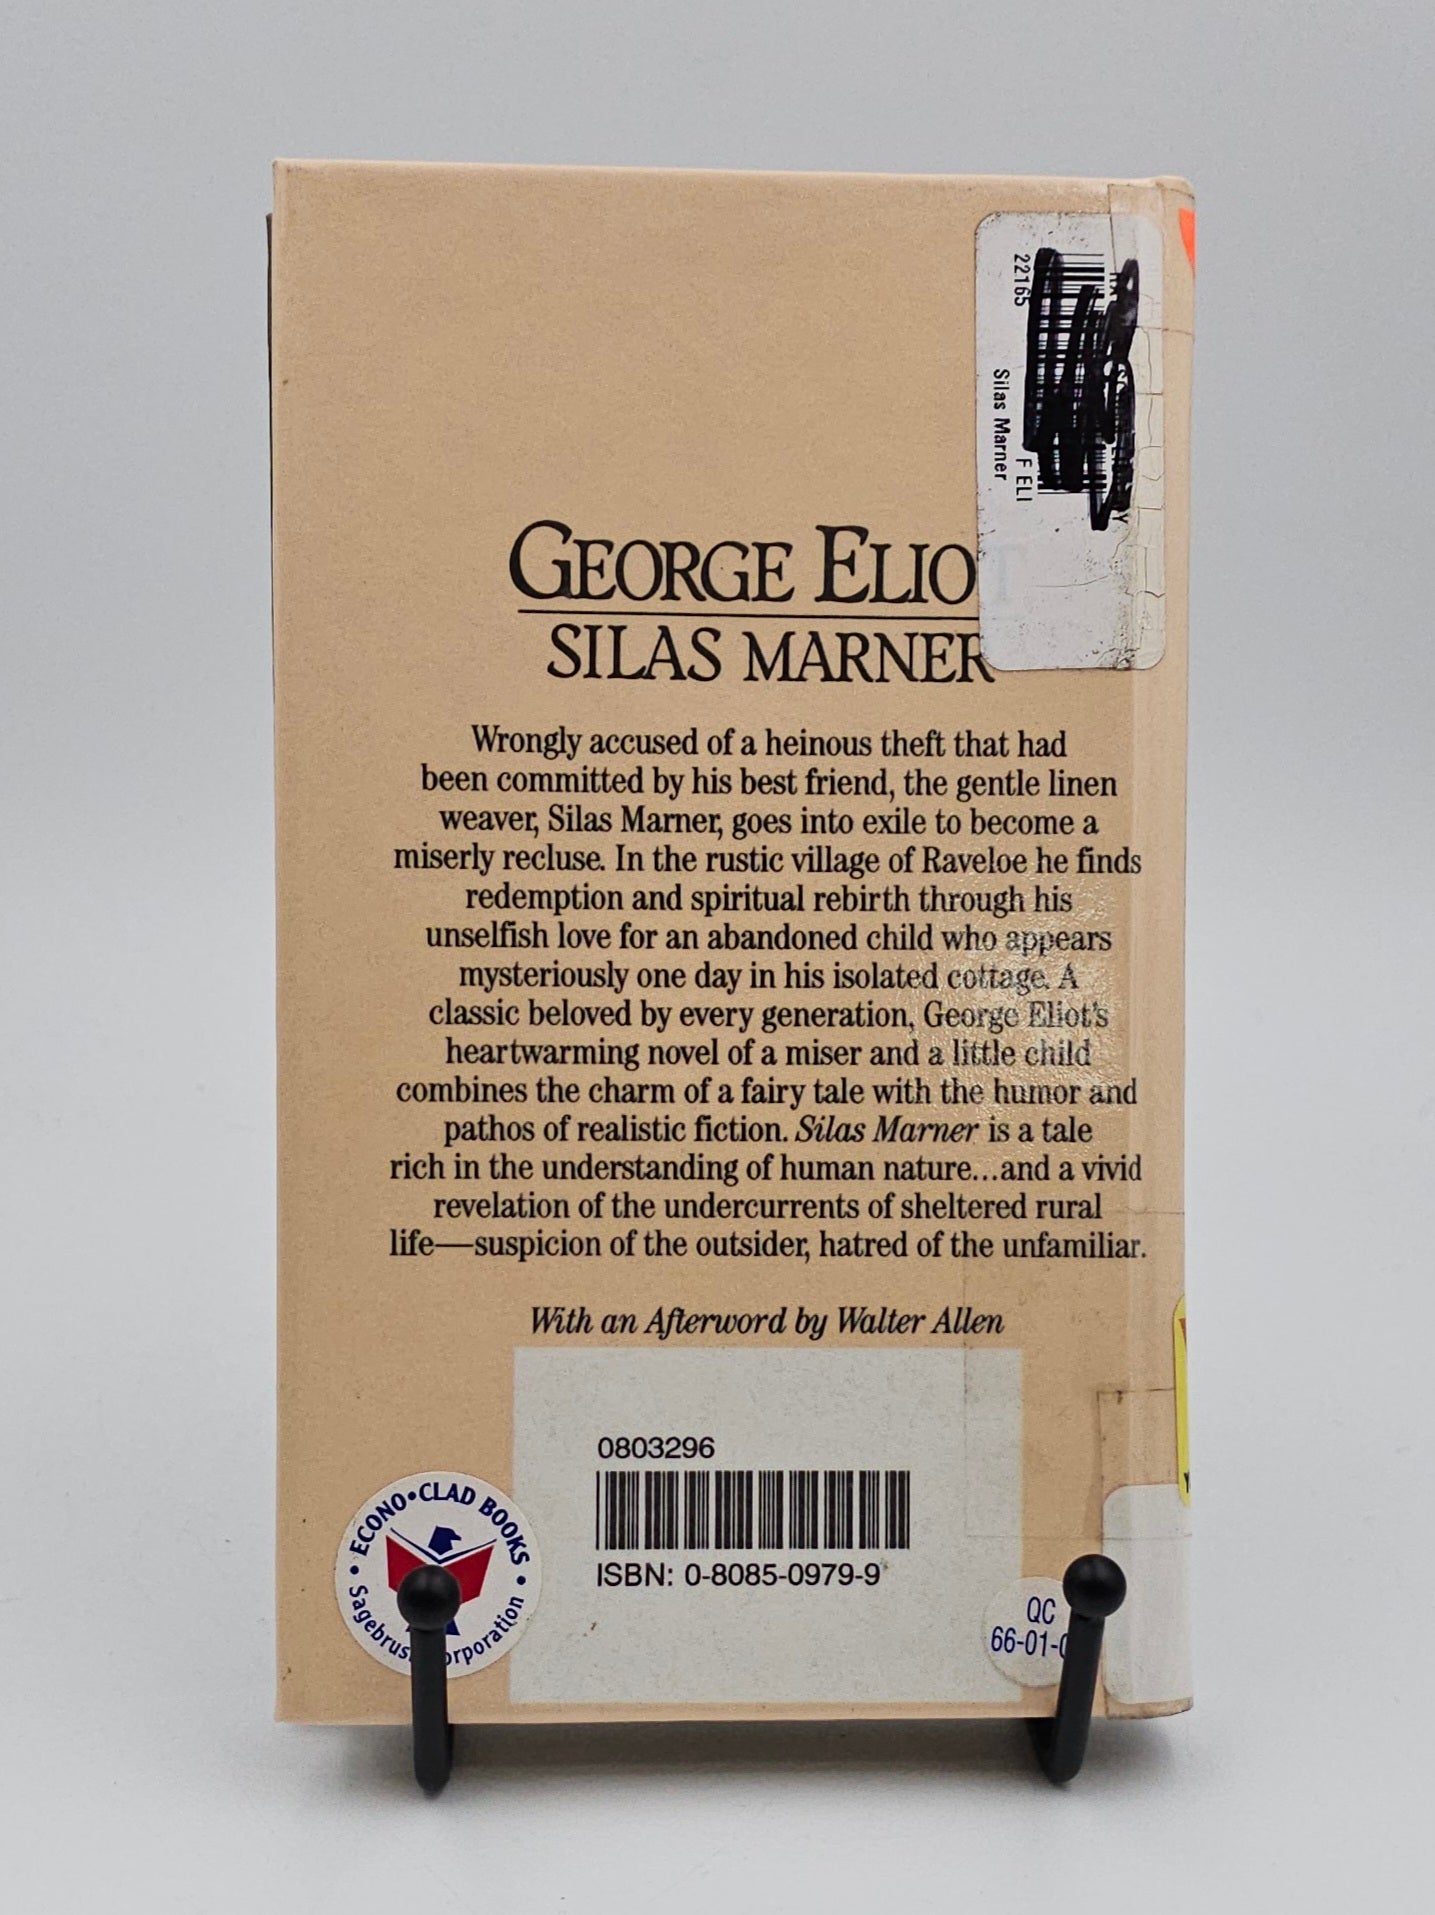 22165
F ELI
Silas Marner
GEORGE ELIOT
SILAS MARNER
Wrongly accused of a heinous theft that had
been committed by his best friend, the gentle linen
weaver, Silas Marner, goes into exile to become a
miserly recluse. In the rustic village of Raveloe he finds
redemption and spiritual rebirth through his
unselfish love for an abandoned child who appears
mysteriously one day in his isolated cottage. A
classic beloved by every generation, George Eliot's
heartwarming novel of a miser and a little child
combines the charm of a fairy tale with the humor and
pathos of realistic fiction. Silas Marner is a tale
rich in the understanding of human nature...and a vivid
revelation of the undercurrents of sheltered rural
life—suspicion of the outsider, hatred of the unfamiliar.
With an Afterword by Walter Allen
0803296
ISBN: 0-8085-0979-9
ECONO•CLAD BOOKS
Sagebrush Corporation
QC
66-01-0